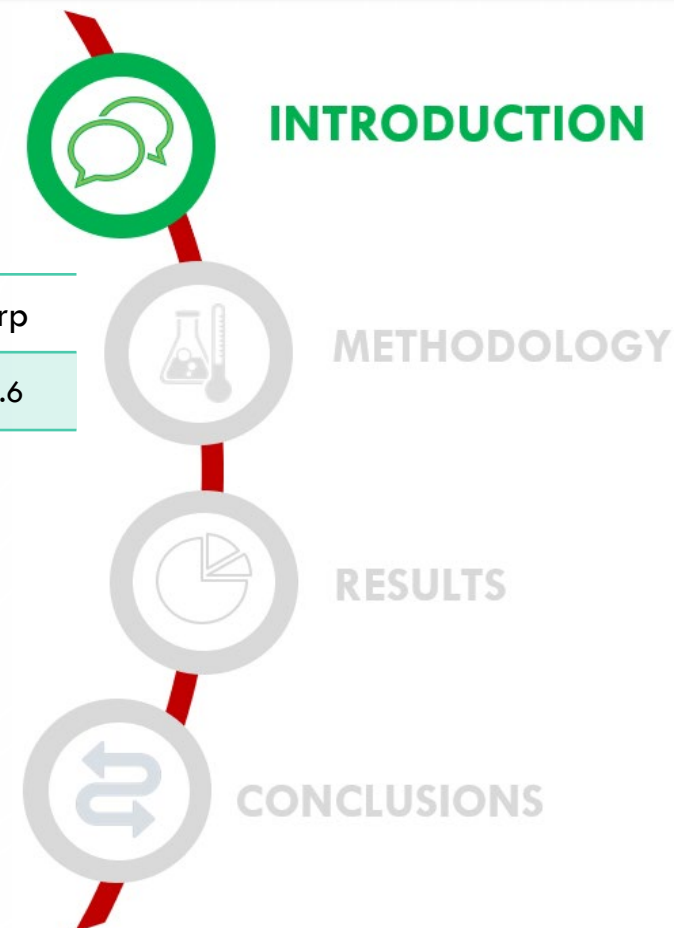 INTRODUCTION
rp
METHODOLOGY
.6
RESULTS
CONCLUSIONS